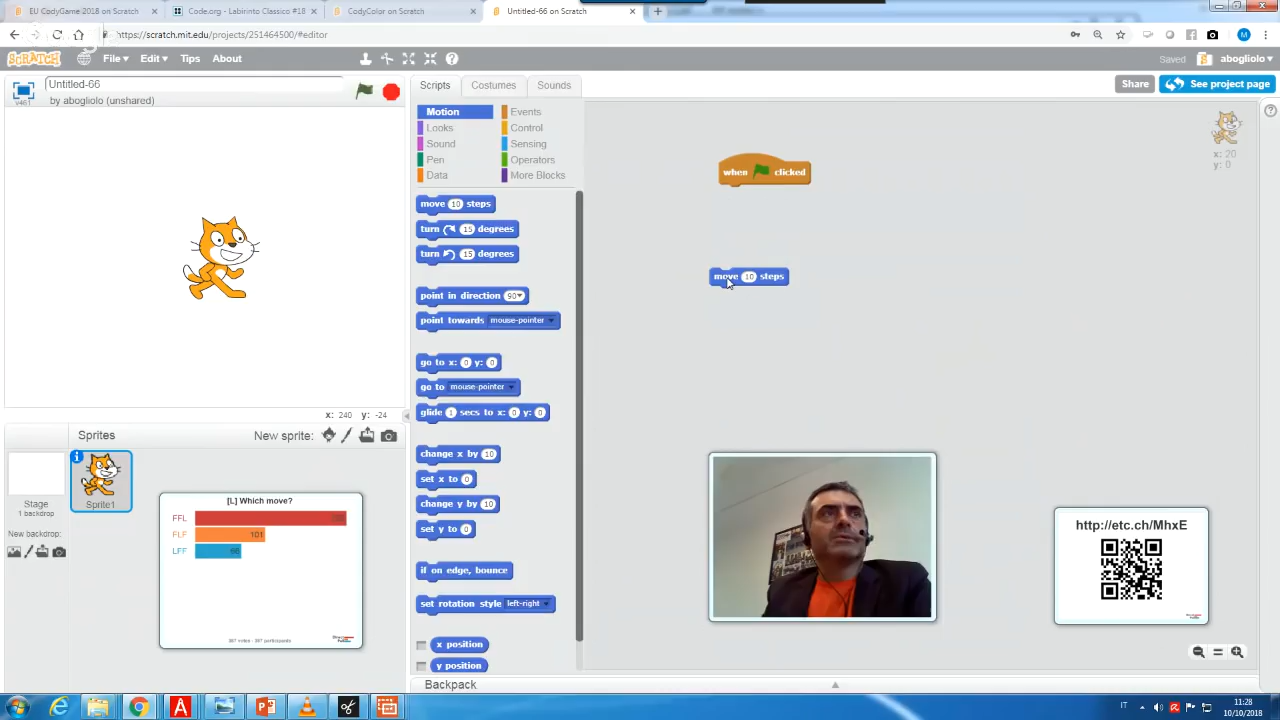 EU CodyGame 2018 on Scratch
Code.org - Labirinto Classico #18
CodyColor on Scratch
Untitled-66 on Scratch
https://scratch.mit.edu/projects/251464500/#editor
SCRATCH File Edit Tips About Saved abogliolo
Untitled-66
by abogliolo (unshared)
v461
Scripts Costumes Sounds
Share See project page
Motion Events
Looks Control
Sound Sensing
Pen Operators
Data More Blocks
move 10 steps
turn 15 degrees
turn 15 degrees
point in direction 90
point towards mouse-pointer
go to x: 0 y: 0
go to mouse-pointer
glide 1 secs to x: 0 y: 0
change x by 10
set x to 0
change y by 10
set y to 0
if on edge, bounce
set rotation style left-right
x position
y position
when clicked
move 10 steps
x: 20
y: 0
x: 240 y: -24
Sprites New sprite:
Stage
1 backdrop
New backdrop:
Sprite1
[L] Which move?
FFL
FLF 101
LFF 66
387 votes - 387 participants
http://etc.ch/MhxE
Backpack
IT 11:28
10/10/2018